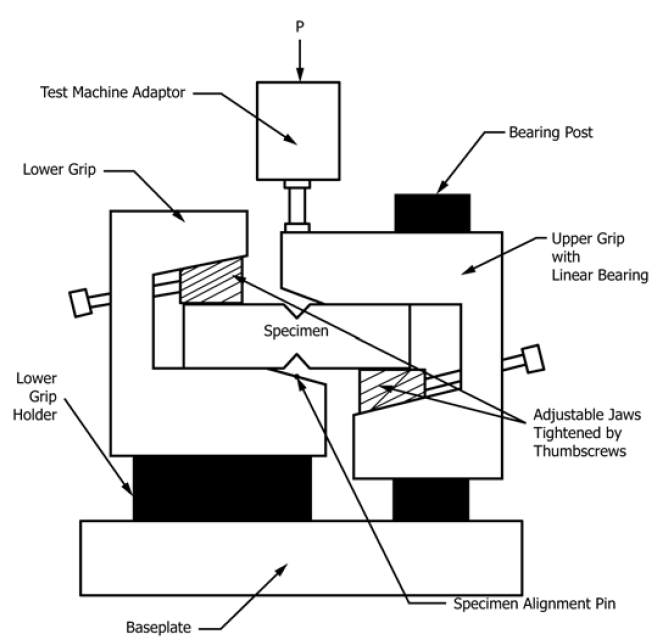 P
Test Machine Adaptor
Bearing Post
Lower Grip
Upper Grip
with
Linear Bearing
Specimen
Lower
Grip
Holder
Adjustable Jaws
Tightened by
Thumbscrews
Specimen Alignment Pin
Baseplate